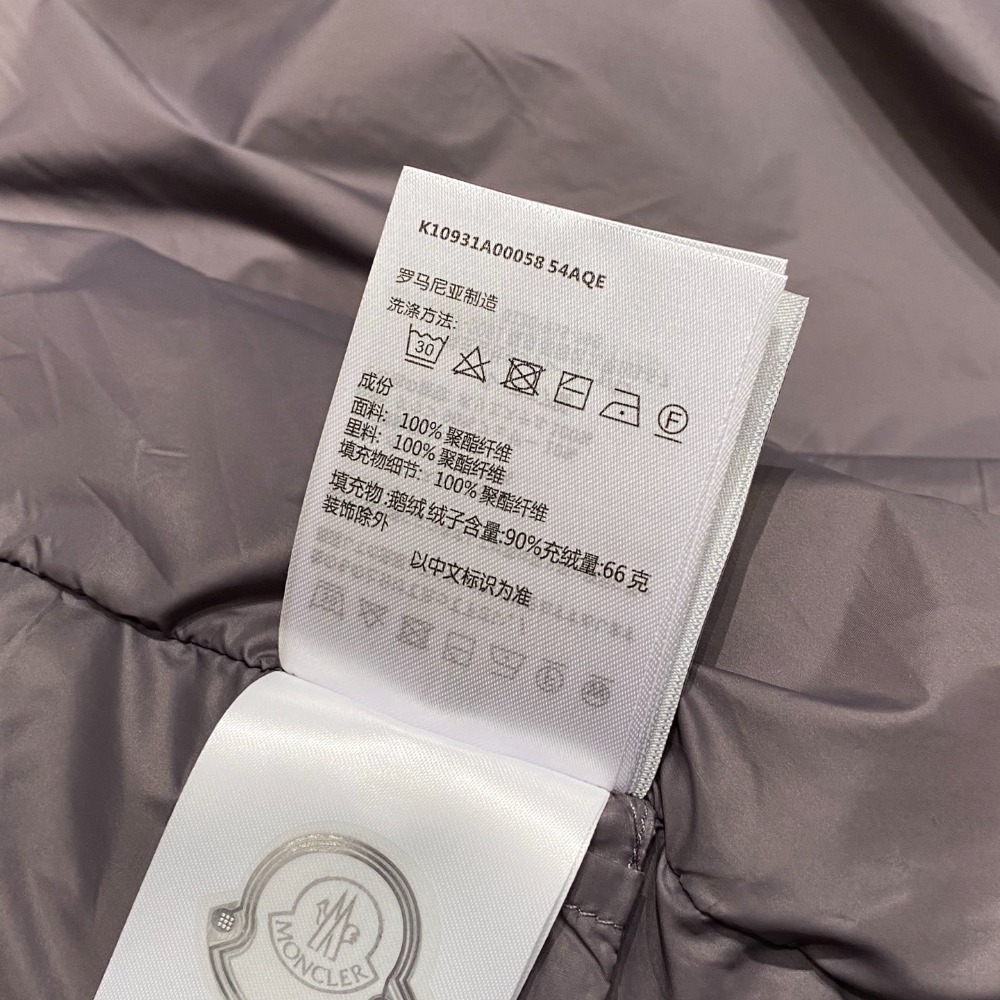 K10931A00058 54AQE
罗马尼亚制造
洗涤方法:
30
F
成份
面料: 100% 聚酯纤维
里料: 100% 聚酯纤维
填充物细节: 100% 聚酯纤维
填充物:鹅绒 绒子含量:90%充绒量:66 克
装饰除外
以中文标识为准
MONCLER